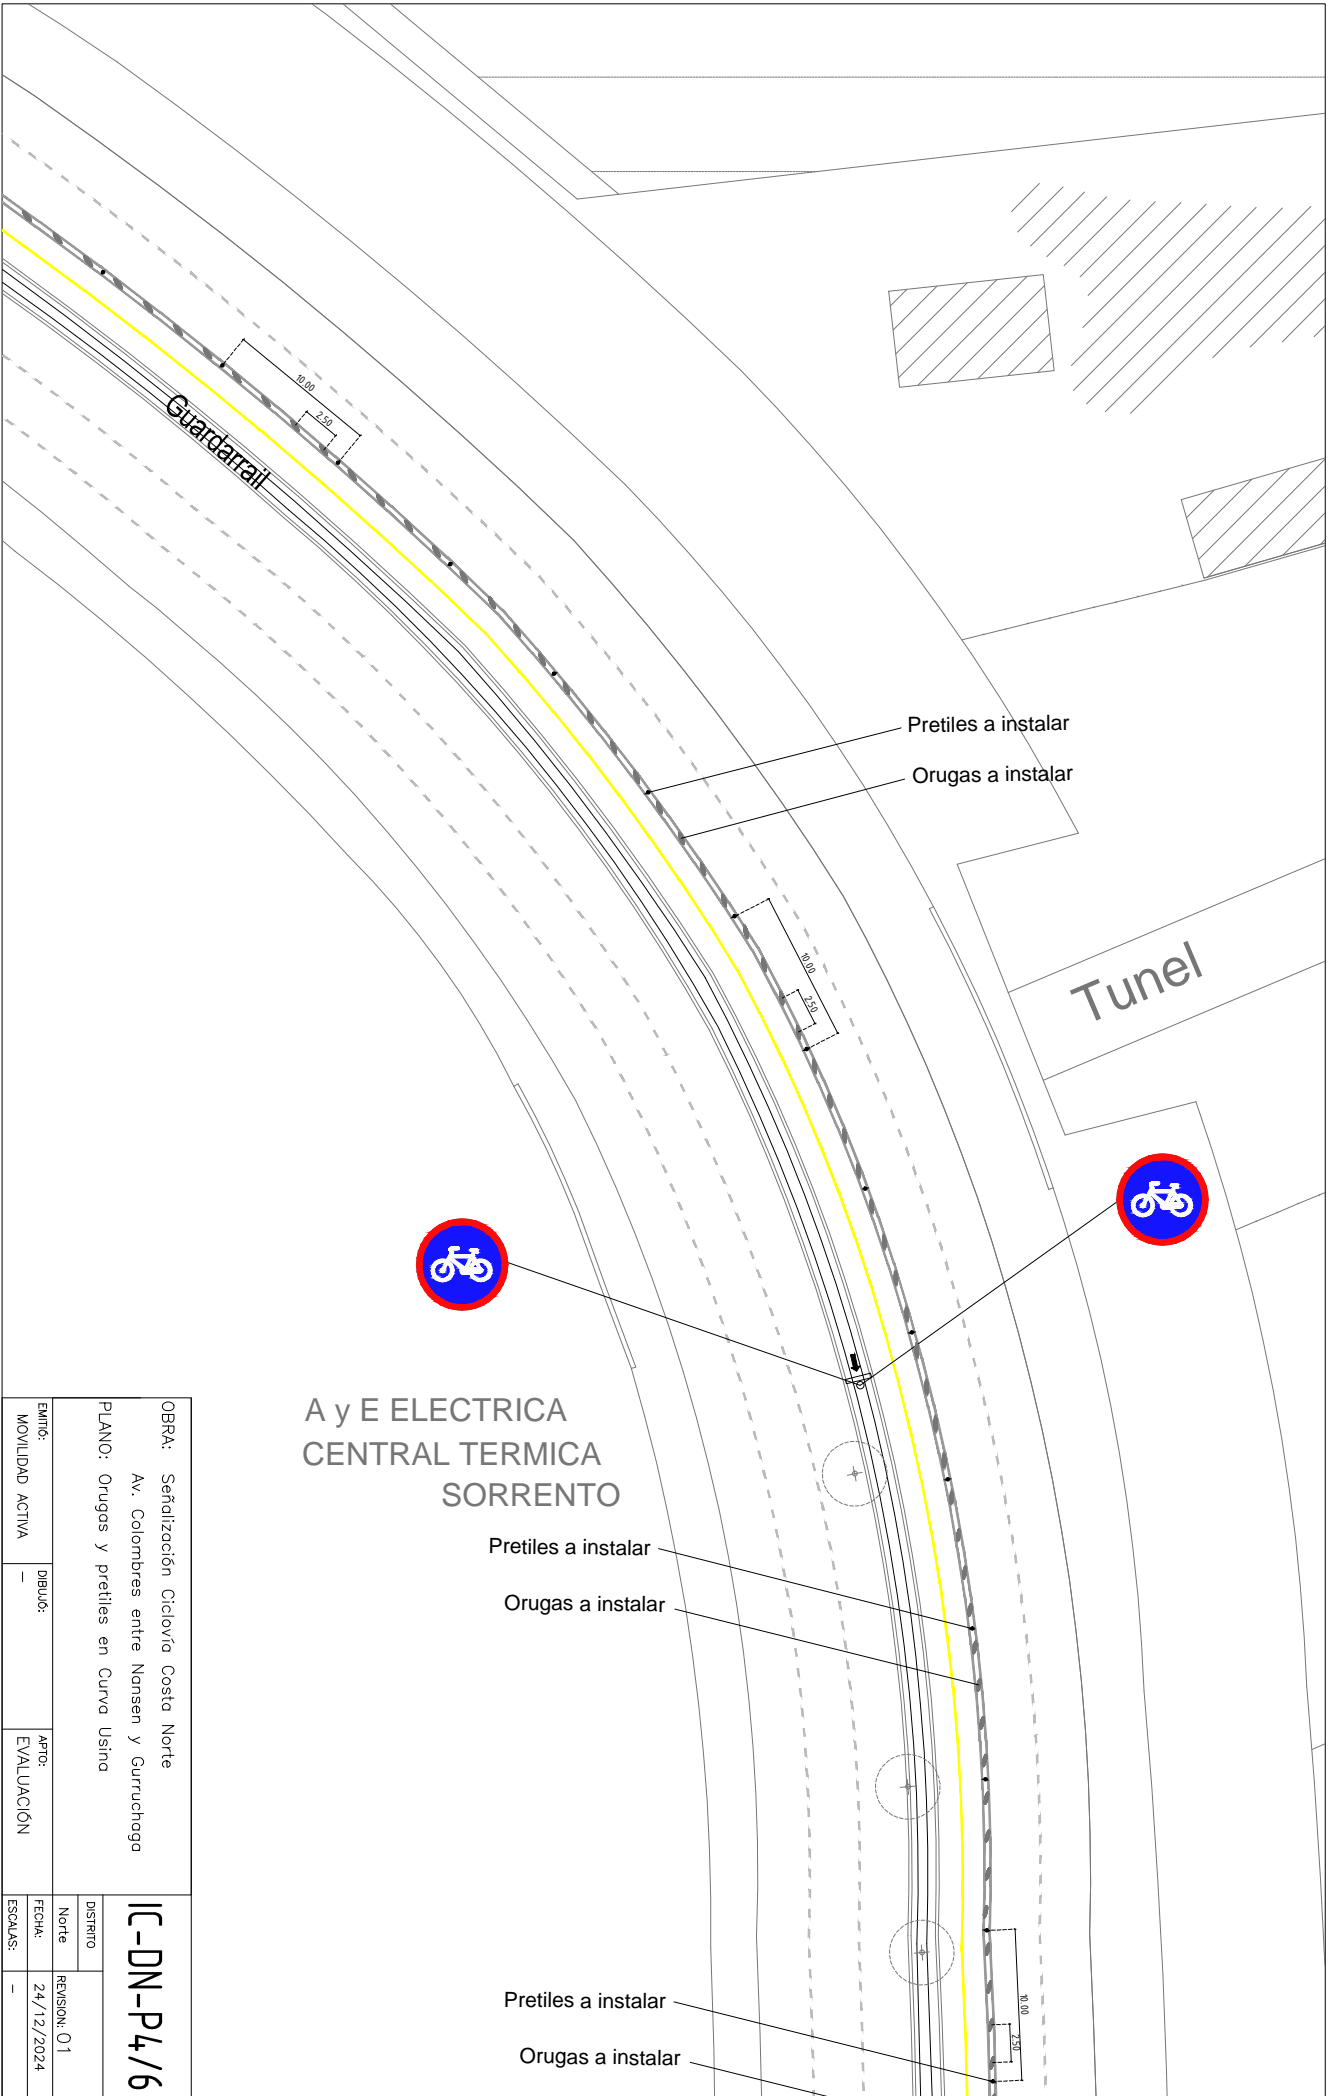 10.00
2.50
Guardarrail
Pretiles a instalar
Orugas a instalar
10.00
2.50
Tunel
A y E ELECTRICA
CENTRAL TERMICA
SORRENTO
Pretiles a instalar
Orugas a instalar
Pretiles a instalar
Orugas a instalar
10.00
2.50
OBRA: Señalización Ciclovía Costa Norte
Av. Colombres entre Nansen y Gurruchaga
PLANO: Orugas y pretiles en Curva Usina
EMITIÓ:
MOVILIDAD ACTIVA
DIBUJÓ:
–
APTO:
EVALUACIÓN
IC-DN-P4/6
DISTRITO
Norte
REVISION: 01
FECHA: 24/12/2024
ESCALAS: –